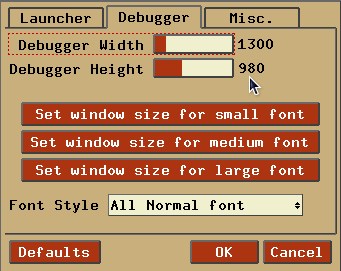 Launcher Debugger Misc.
Debugger Width 1300
Debugger Height 980
Set window size for small font
Set window size for medium font
Set window size for large font
Font Style All Normal font
Defaults OK Cancel